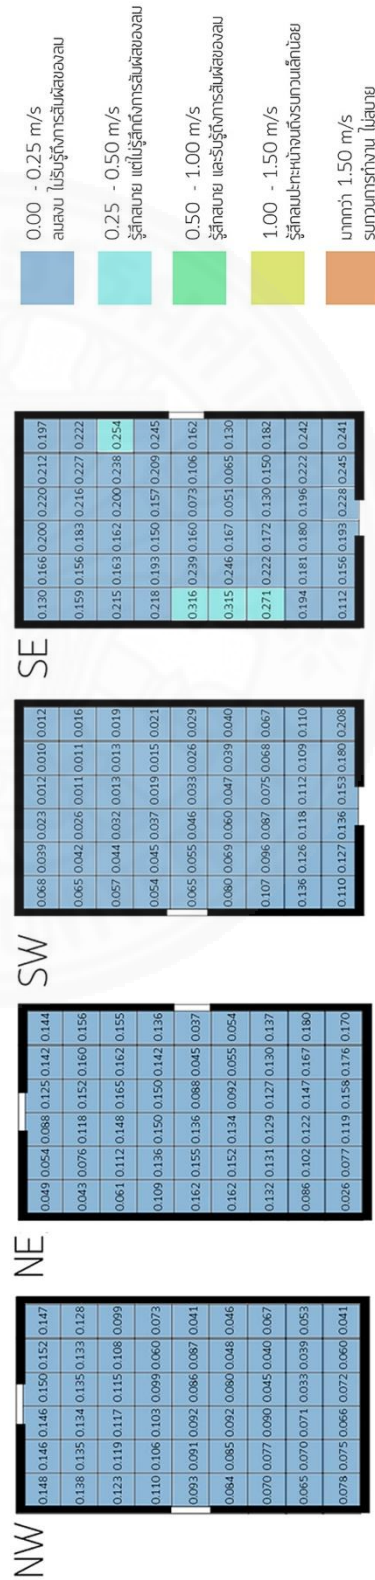 NW
0.148 0.146 0.146 0.150 0.152 0.147
0.138 0.135 0.134 0.135 0.133 0.128
0.123 0.119 0.117 0.115 0.108 0.099
0.110 0.106 0.103 0.099 0.060 0.073
0.093 0.091 0.092 0.086 0.087 0.041
0.084 0.085 0.092 0.080 0.048 0.046
0.070 0.077 0.090 0.045 0.040 0.067
0.065 0.070 0.071 0.033 0.039 0.053
0.078 0.075 0.066 0.072 0.060 0.041
NE
0.049 0.054 0.088 0.125 0.142 0.144
0.043 0.076 0.118 0.152 0.160 0.156
0.061 0.112 0.148 0.165 0.162 0.155
0.109 0.136 0.150 0.150 0.142 0.136
0.162 0.155 0.136 0.088 0.045 0.037
0.162 0.152 0.134 0.092 0.055 0.054
0.132 0.131 0.129 0.127 0.130 0.137
0.086 0.102 0.122 0.147 0.167 0.180
0.026 0.077 0.119 0.158 0.176 0.170
SW
0.068 0.039 0.023 0.012 0.010 0.012
0.065 0.042 0.026 0.011 0.011 0.016
0.057 0.044 0.032 0.013 0.013 0.019
0.054 0.045 0.037 0.019 0.015 0.021
0.065 0.055 0.046 0.033 0.026 0.029
0.080 0.069 0.060 0.047 0.039 0.040
0.107 0.096 0.087 0.075 0.068 0.067
0.136 0.126 0.118 0.112 0.109 0.110
0.110 0.127 0.136 0.153 0.180 0.208
SE
0.130 0.166 0.200 0.220 0.212 0.197
0.159 0.156 0.183 0.216 0.227 0.222
0.215 0.163 0.162 0.200 0.238 0.254
0.218 0.193 0.150 0.157 0.209 0.245
0.316 0.239 0.160 0.073 0.106 0.162
0.315 0.246 0.167 0.051 0.065 0.130
0.271 0.222 0.172 0.130 0.150 0.182
0.194 0.181 0.180 0.196 0.222 0.242
0.112 0.156 0.193 0.228 0.245 0.241
0.00 - 0.25 m/s
ลมสงบ ไม่รับรู้ถึงการสัมผัสของลม
0.25 - 0.50 m/s
รู้สึกสบาย แต่ไม่รู้สึกถึงการสัมผัสของลม
0.50 - 1.00 m/s
รู้สึกสบาย และรับรู้ถึงการสัมผัสของลม
1.00 - 1.50 m/s
รู้สึกลมปะทะหน้าจนถึงรบกวนเล็กน้อย
มากกว่า 1.50 m/s
รบกวนการทำงาน ไม่สบาย